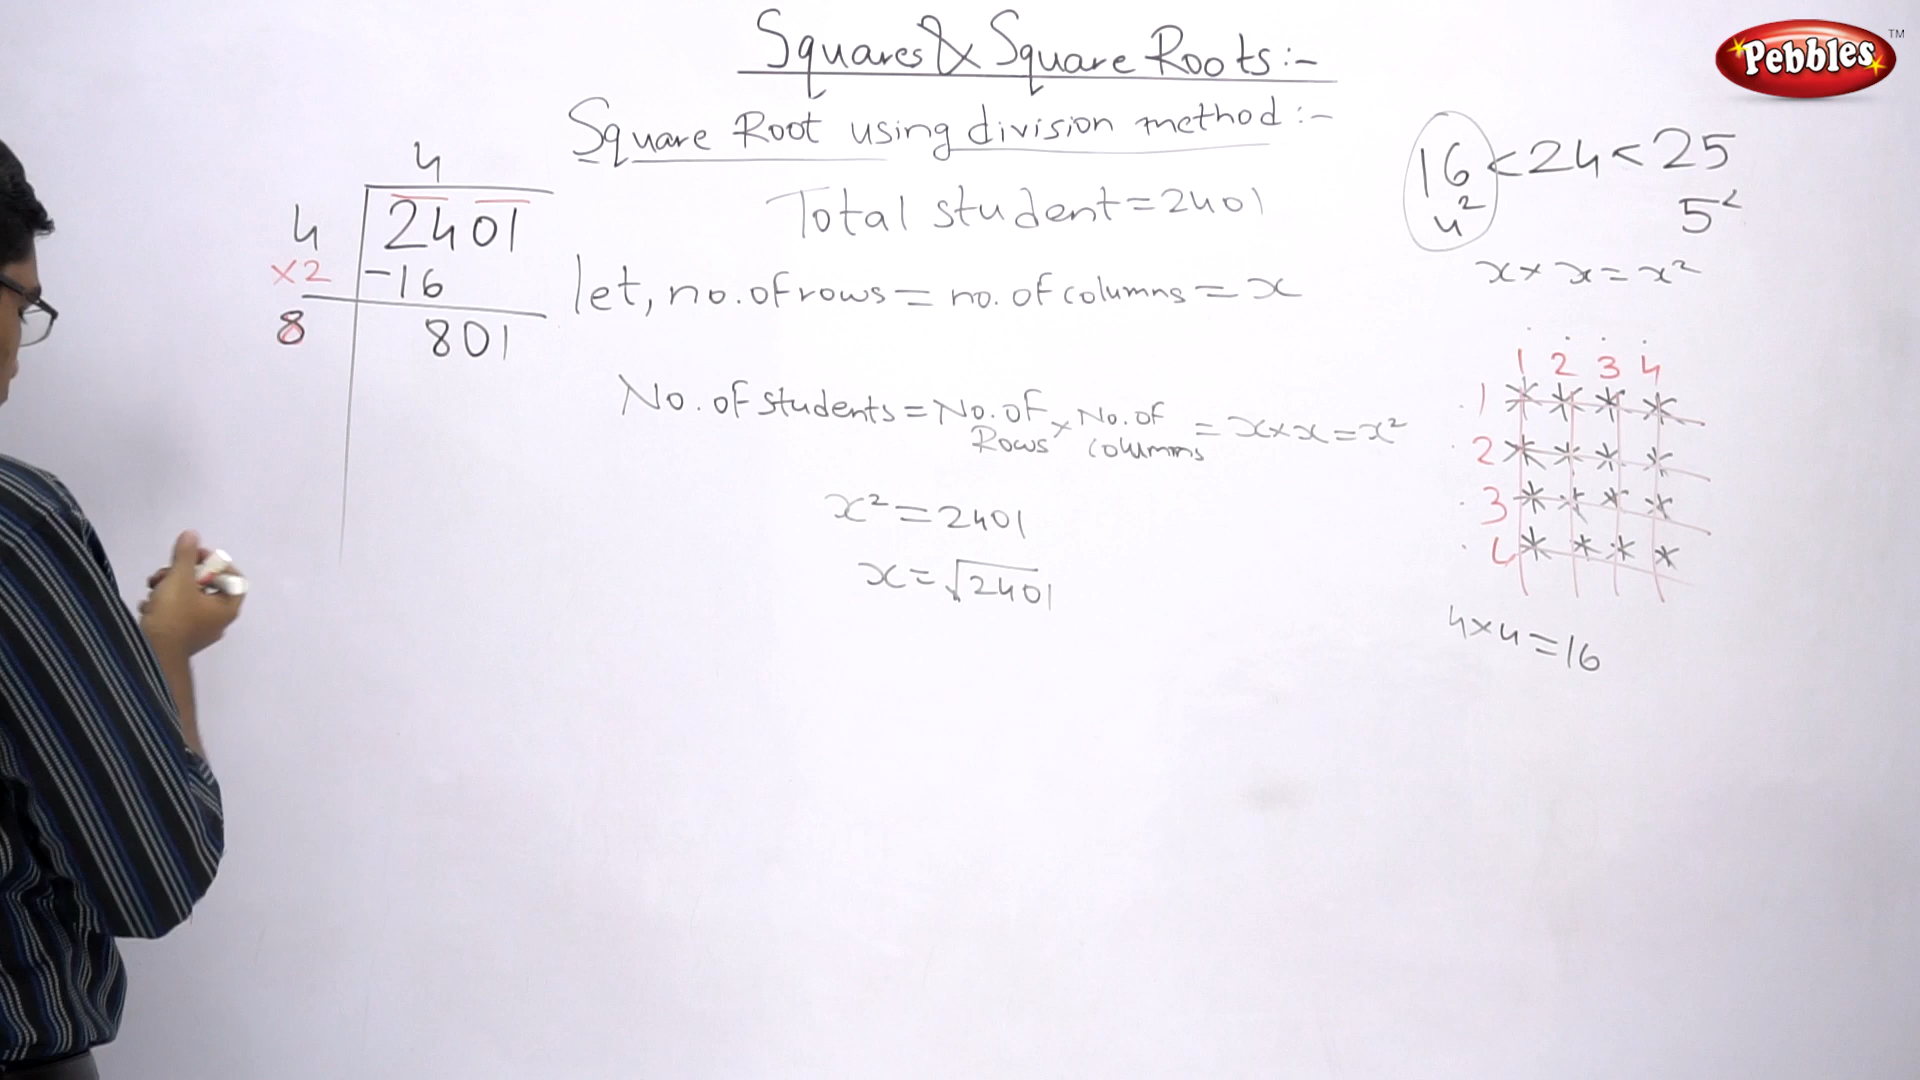 Squares & Square Roots:-
Pebbles TM
Square Root using division method:-
4
4 2401
×2 -16
8 801
Total student=2401
let, no.of rows = no.of columns = x
No. of students = No. of Rows × No. of columns = x×x = x²
x² = 2401
x = √2401
16 < 24 < 25
4² 5²
x × x = x²
1 2 3 4
1 * * * *
2 * * * *
3 * * * *
4 * * * *
4×4=16